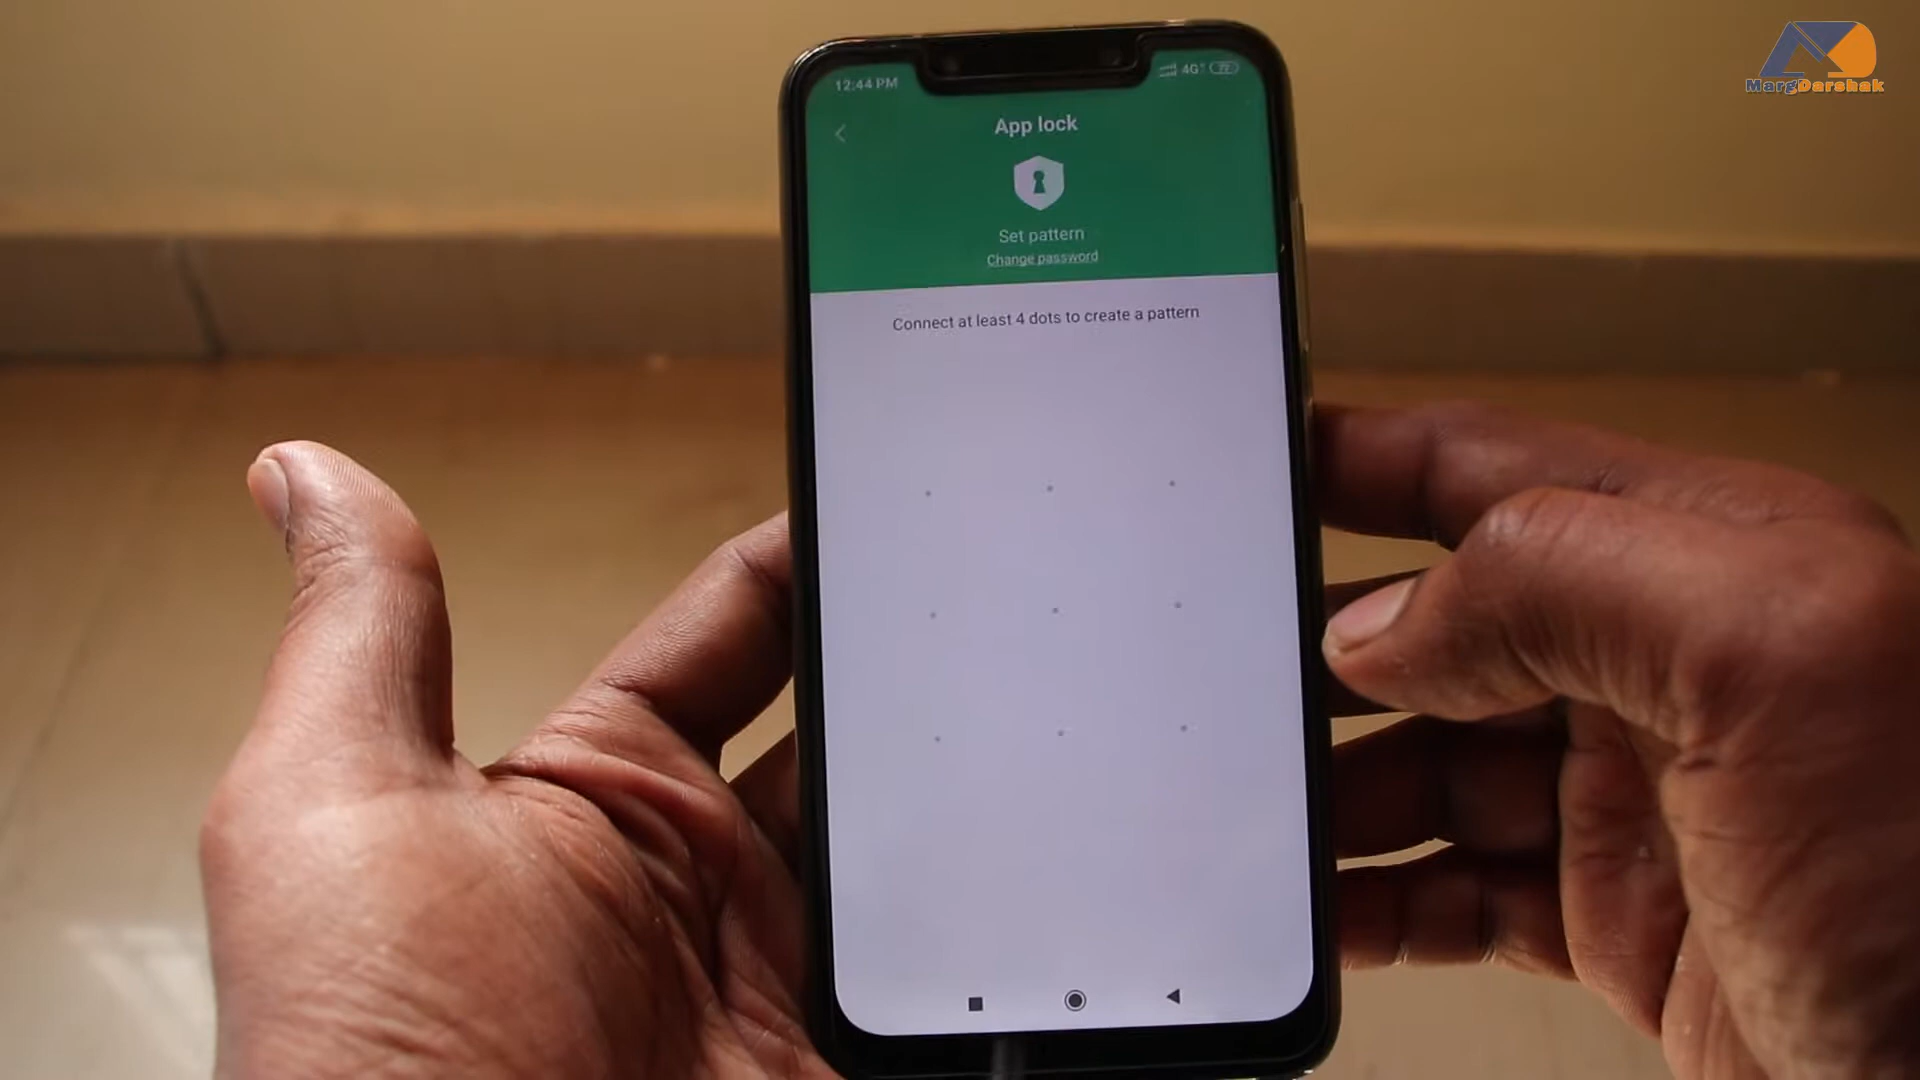 MargDarshak
12:44 PM
4G+ 72
App lock
Set pattern
Change password
Connect at least 4 dots to create a pattern